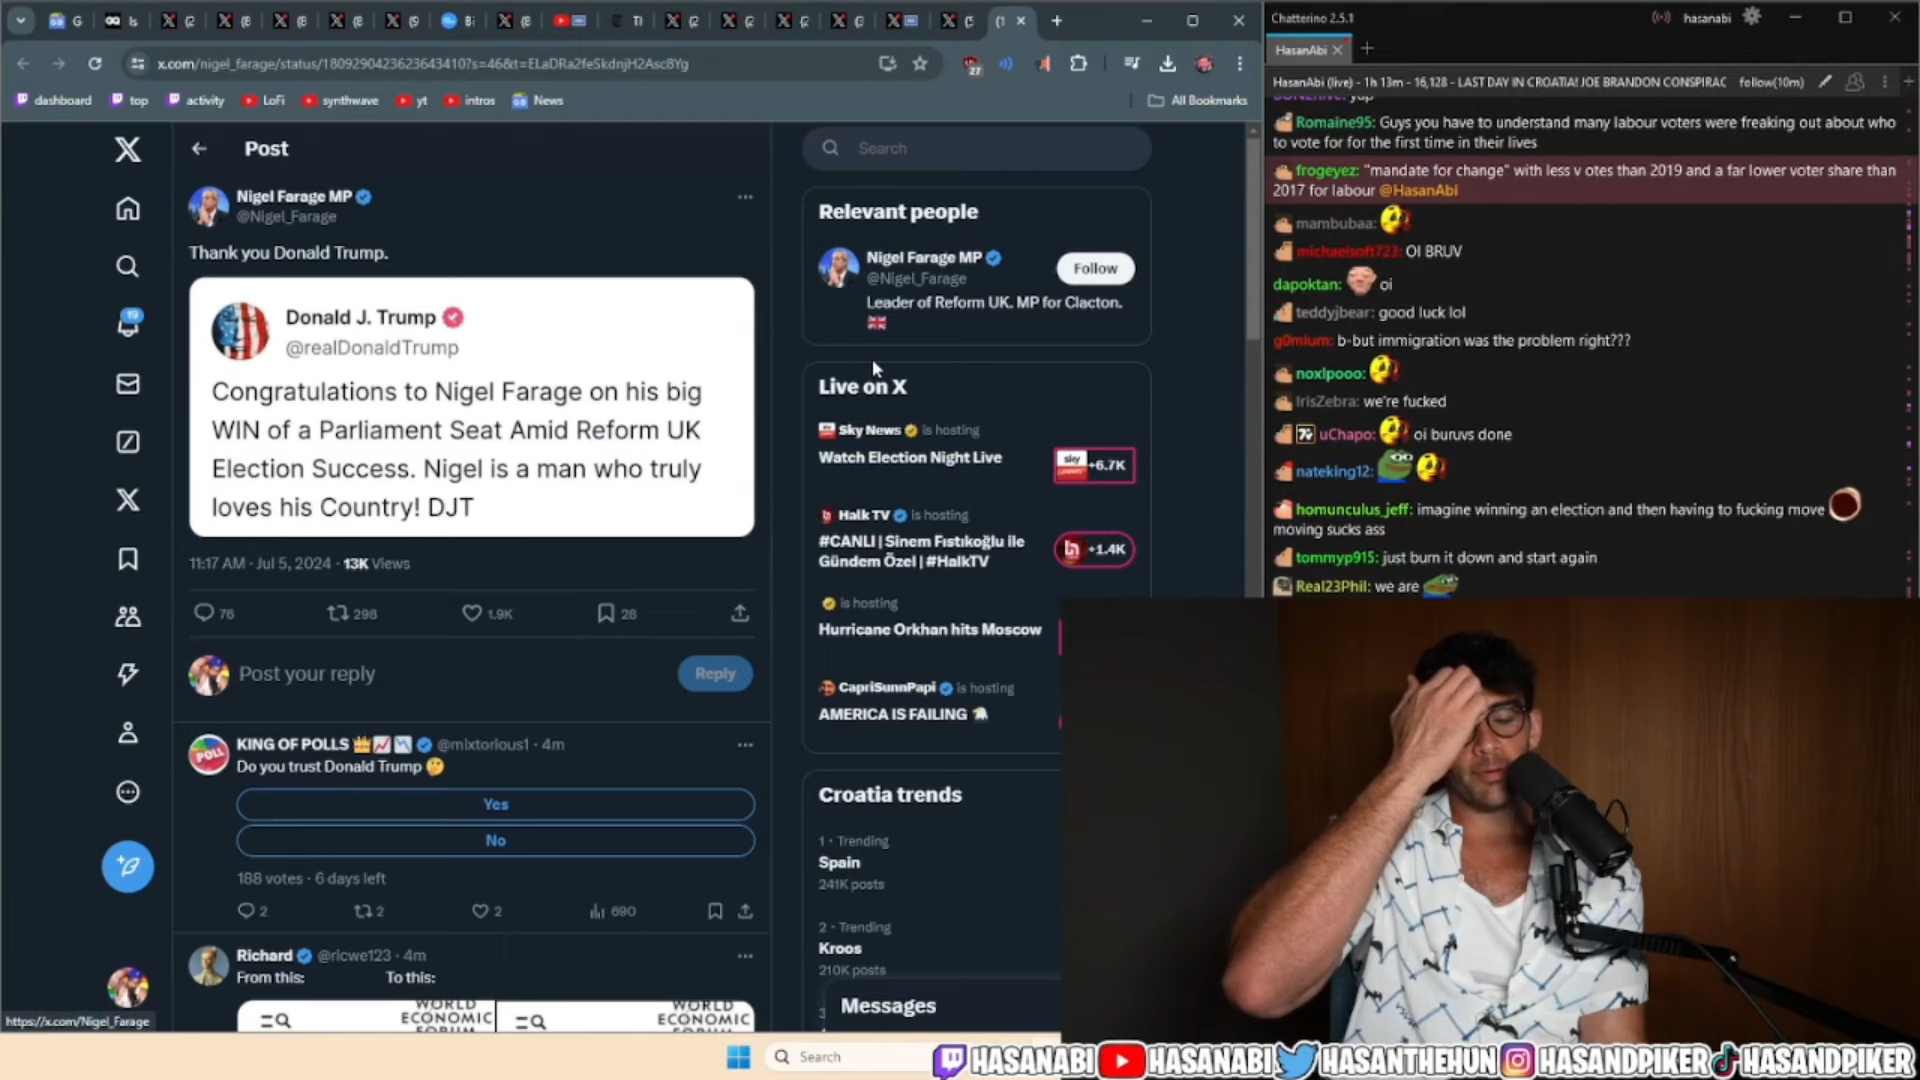 x.com/nigel_farage/status/1809290423623643410?s=46&t=ELaDRa2feSkdnjH2Asc8Yg
dashboard
top
activity
LoFi
synthwave
yt
intros
News
All Bookmarks
Post
Nigel Farage MP
@Nigel_Farage
Thank you Donald Trump.
Donald J. Trump
@realDonaldTrump
Congratulations to Nigel Farage on his big
WIN of a Parliament Seat Amid Reform UK
Election Success. Nigel is a man who truly
loves his Country! DJT
11:17 AM · Jul 5, 2024 · 13K Views
76
298
1.9K
28
Post your reply
Reply
KING OF POLLS @mixtorious1 · 4m
Do you trust Donald Trump
Yes
No
188 votes · 6 days left
2
2
2
690
Richard @ricwe123 · 4m
From this: To this:
WORLD
ECONOMIC
FORUM
WORLD
ECONOMIC
FORUM
https://x.com/Nigel_Farage
19
27
Search
Relevant people
Nigel Farage MP
@Nigel_Farage
Follow
Leader of Reform UK. MP for Clacton.
Live on X
Sky News is hosting
Watch Election Night Live
sky
+6.7K
Halk TV is hosting
#CANLI | Sinem Fıstıkoğlu ile
Gündem Özel | #HalkTV
+1.4K
is hosting
Hurricane Orkhan hits Moscow
CapriSunnPapi is hosting
AMERICA IS FAILING
Croatia trends
1 · Trending
Spain
241K posts
2 · Trending
Kroos
210K posts
3
Messages
Search
Chatterino 2.5.1
hasanabi
HasanAbi
HasanAbi (live) - 1h 13m - 16,128 - LAST DAY IN CROATIA! JOE BRANDON CONSPIRAC follow(10m)
Romaine95: Guys you have to understand many labour voters were freaking out about who
to vote for for the first time in their lives
frogeyez: "mandate for change" with less v otes than 2019 and a far lower voter share than
2017 for labour @HasanAbi
mambubaa:
michaelsoft723: OI BRUV
dapoktan: oi
teddyjbear: good luck lol
g0mium: b-but immigration was the problem right???
noxlpooo:
IrisZebra: we're fucked
uChapo: oi buruvs done
nateking12:
homunculus_jeff: imagine winning an election and then having to fucking move
moving sucks ass
tommyp915: just burn it down and start again
Real23Phil: we are
HASANABI HASANABI HASANTHEHUN HASANDPIKER HASANDPIKER